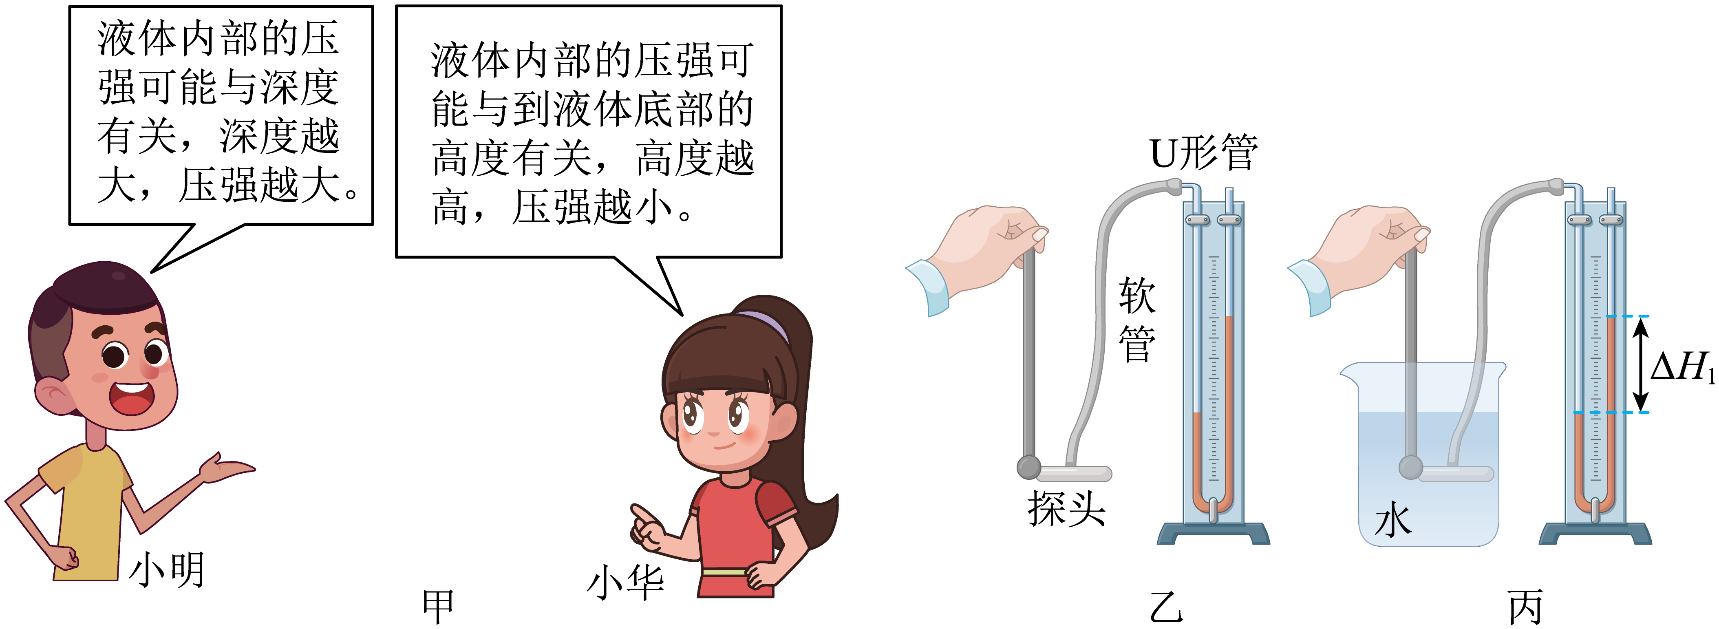 液体内部的压
强可能与深度
有关，深度越
大，压强越大。
液体内部的压强可
能与到液体底部的
高度有关，高度越
高，压强越小。
小明
小华
甲
U形管
软
管
探头
乙
ΔH₁
水
丙